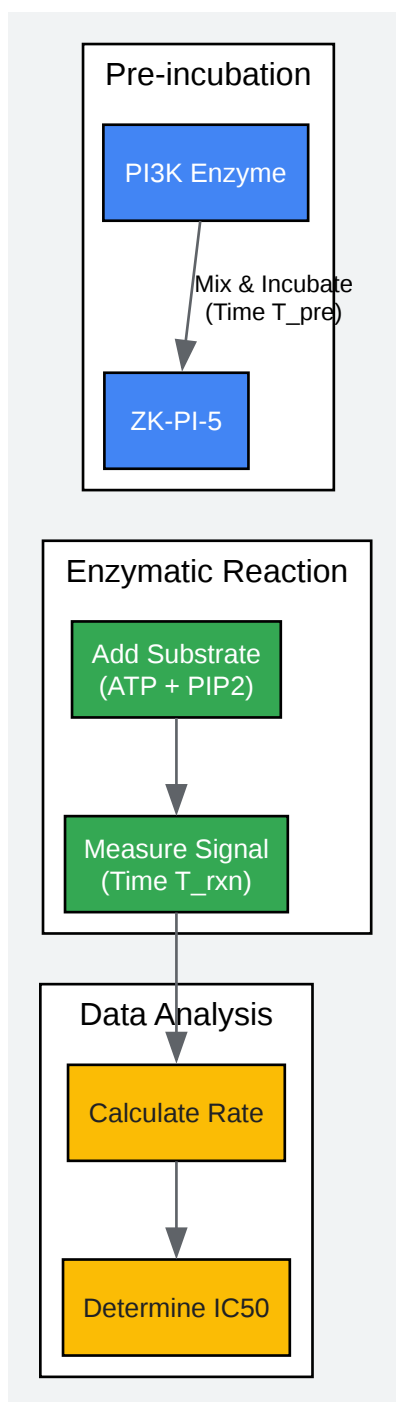 Pre-incubation
PI3K Enzyme
Mix & Incubate
(Time T_pre)
ZK-PI-5
Enzymatic Reaction
Add Substrate
(ATP + PIP2)
Measure Signal
(Time T_rxn)
Data Analysis
Calculate Rate
Determine IC50